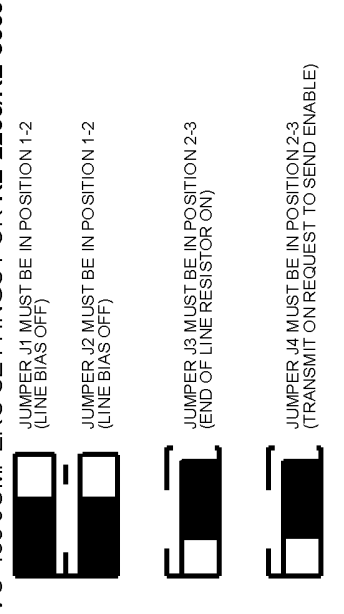 JUMPER J1 MUST BE IN POSITION 1-2
(LINE BIAS OFF)
JUMPER J2 MUST BE IN POSITION 1-2
(LINE BIAS OFF)
JUMPER J3 MUST BE IN POSITION 2-3
(END OF LINE RESISTOR ON)
JUMPER J4 MUST BE IN POSITION 2-3
(TRANSMIT ON REQUEST TO SEND ENABLE)